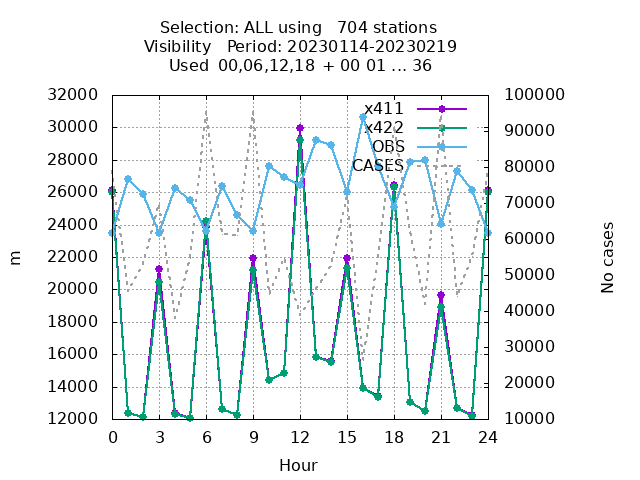 Selection: ALL using   704 stations
Visibility   Period: 20230114-20230219
Used  00,06,12,18  + 00 01 ... 36
32000
30000
28000
26000
24000
22000
20000
18000
16000
14000
12000
m
100000
90000
80000
70000
60000
50000
40000
30000
20000
10000
No cases
x411
x422
OBS
CASES
0 3 6 9 12 15 18 21 24
Hour